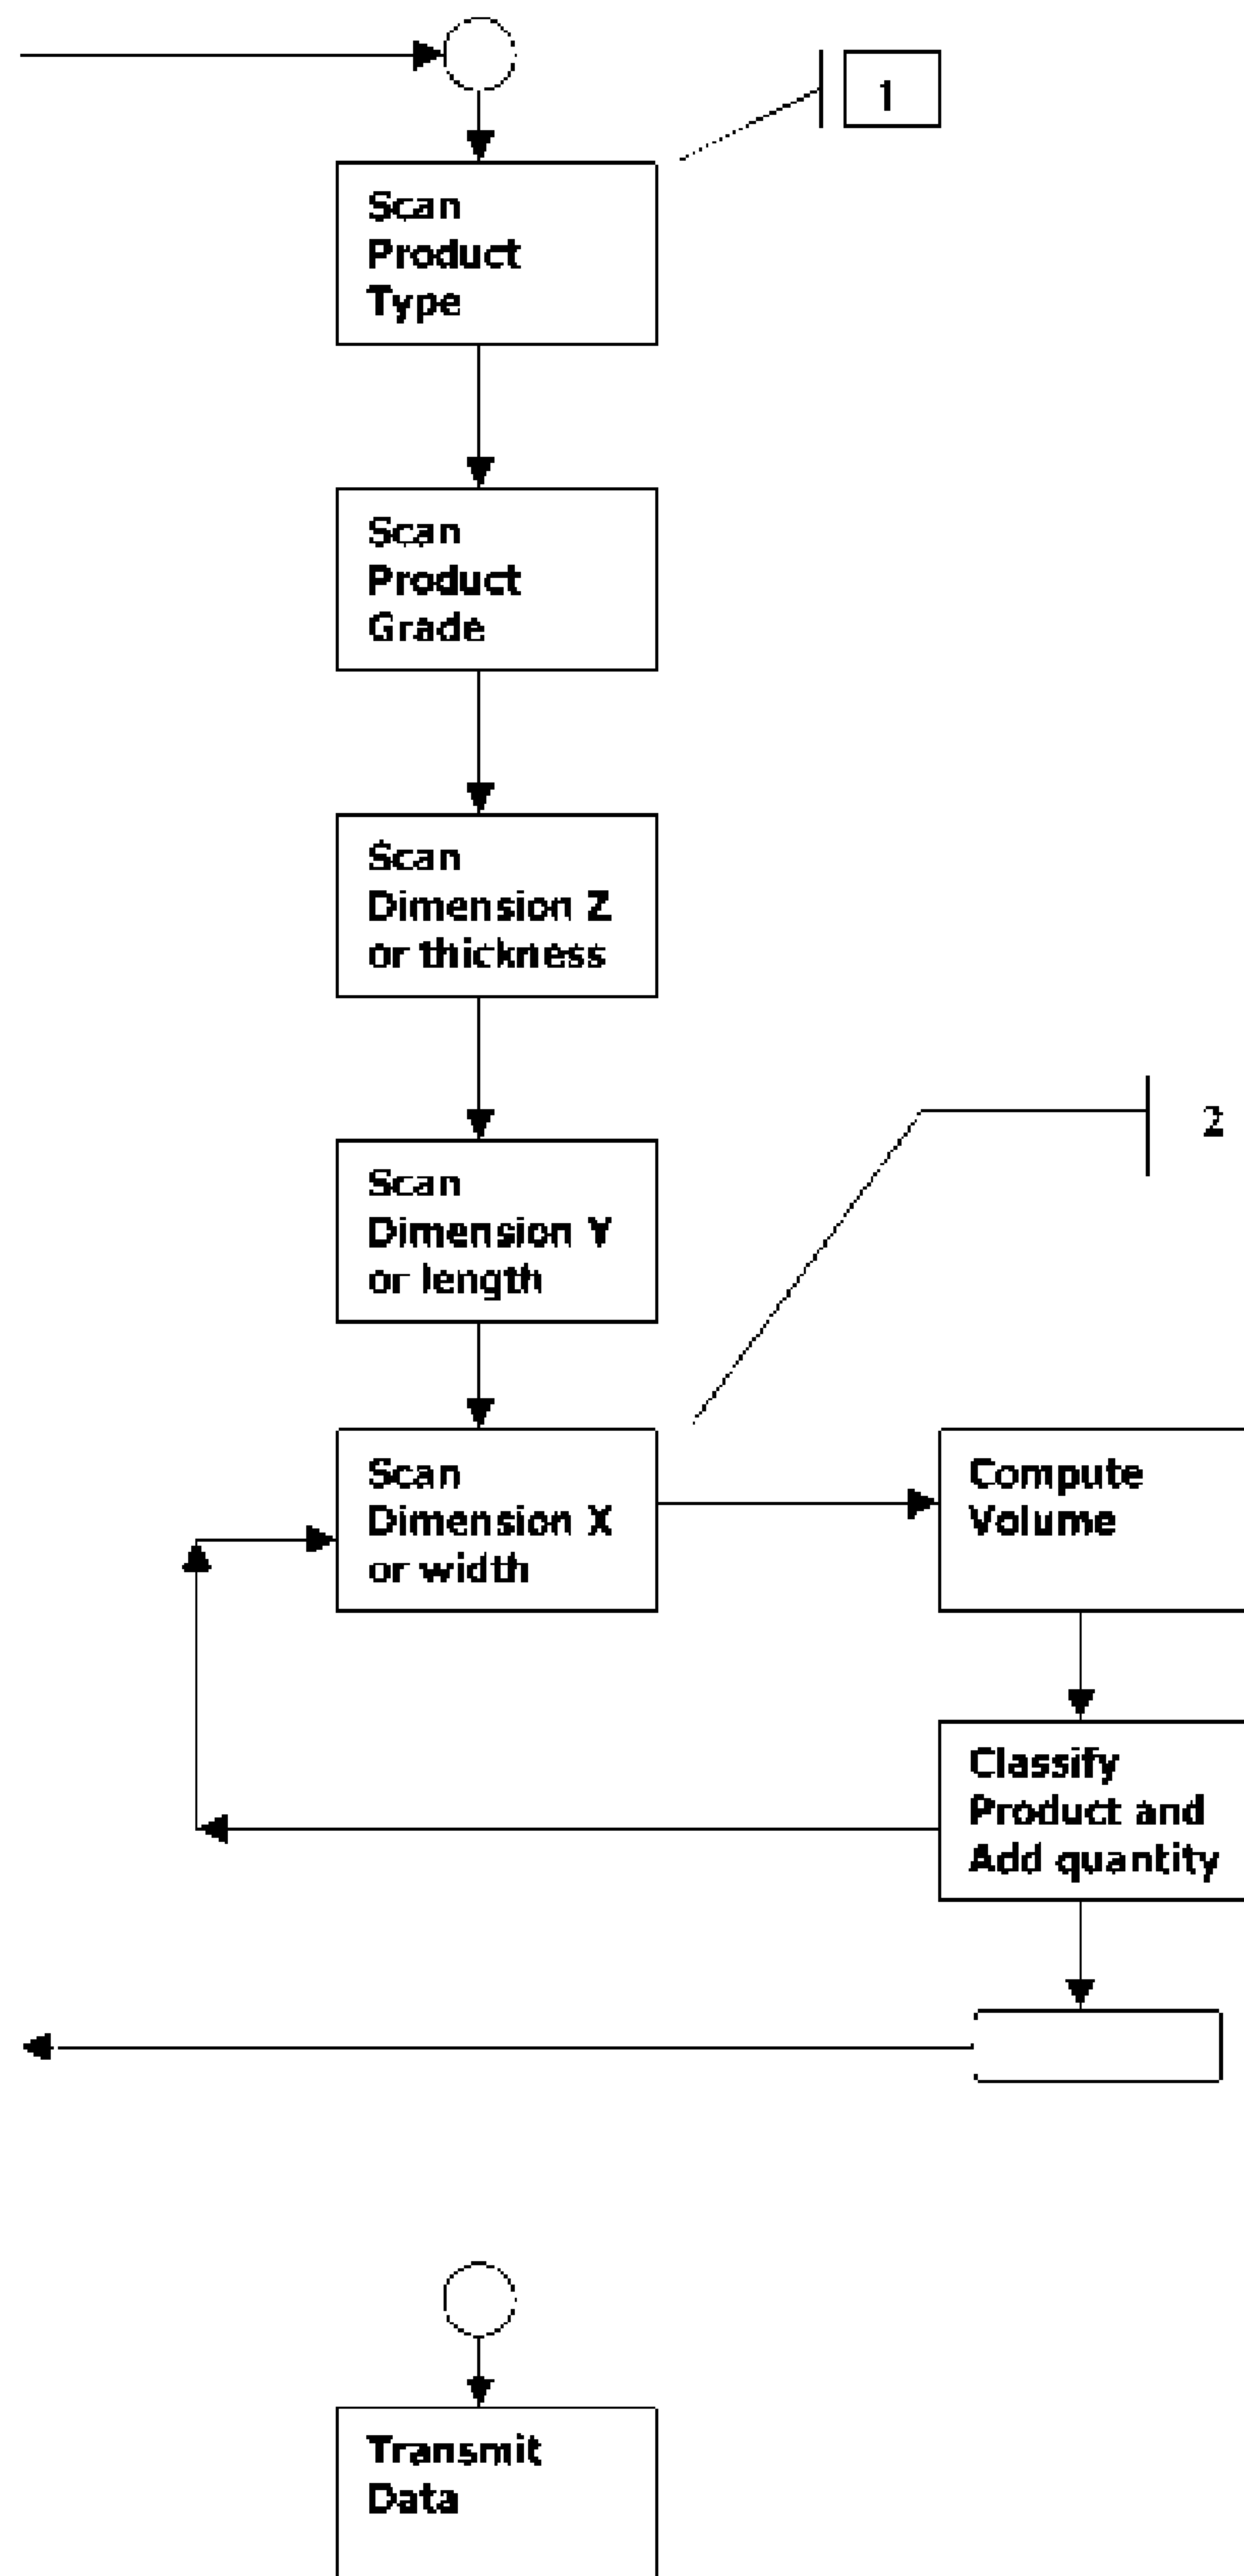 1
Scan
Product
Type
Scan
Product
Grade
Scan
Dimension Z
or thickness
2
Scan
Dimension Y
or length
Scan
Dimension X
or width
Compute
Volume
Classify
Product and
Add quantity
Transmit
Data